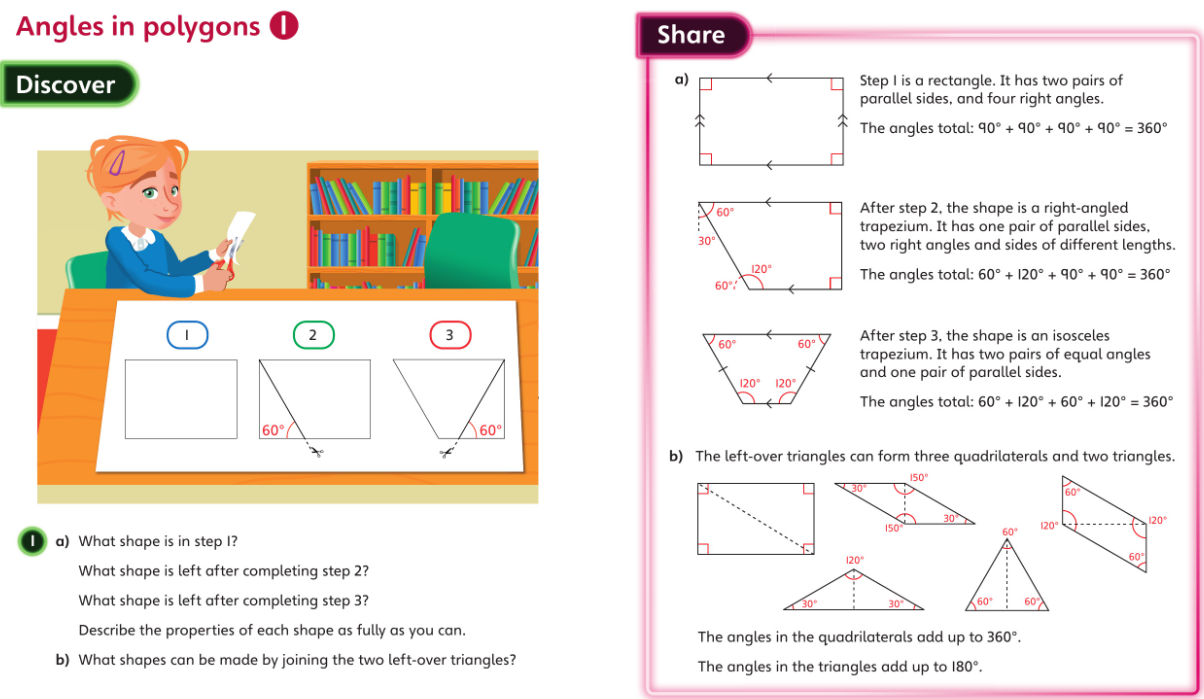 Angles in polygons 1
Discover
1
2
3
60°
60°
1 a) What shape is in step 1?
What shape is left after completing step 2?
What shape is left after completing step 3?
Describe the properties of each shape as fully as you can.
b) What shapes can be made by joining the two left-over triangles?
Share
a)
Step 1 is a rectangle. It has two pairs of
parallel sides, and four right angles.
The angles total: 90° + 90° + 90° + 90° = 360°
60°
30°
120°
60°
After step 2, the shape is a right-angled
trapezium. It has one pair of parallel sides,
two right angles and sides of different lengths.
The angles total: 60° + 120° + 90° + 90° = 360°
60° 60°
120° 120°
After step 3, the shape is an isosceles
trapezium. It has two pairs of equal angles
and one pair of parallel sides.
The angles total: 60° + 120° + 60° + 120° = 360°
b) The left-over triangles can form three quadrilaterals and two triangles.
30°
150°
150°
30°
60°
120°
120°
60°
120°
30° 30°
60°
60° 60°
The angles in the quadrilaterals add up to 360°.
The angles in the triangles add up to 180°.